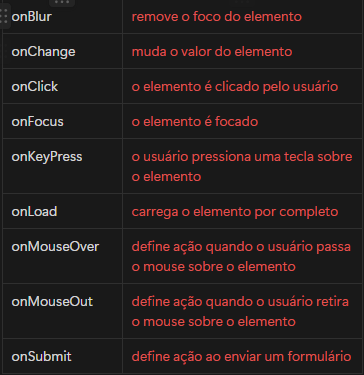 onBlur remove o foco do elemento
onChange muda o valor do elemento
onClick o elemento é clicado pelo usuário
onFocus o elemento é focado
onKeyPress o usuário pressiona uma tecla sobre
o elemento
onLoad carrega o elemento por completo
onMouseOver define ação quando o usuário passa
o mouse sobre o elemento
onMouseOut define ação quando o usuário retira
o mouse sobre o elemento
onSubmit define ação ao enviar um formulário